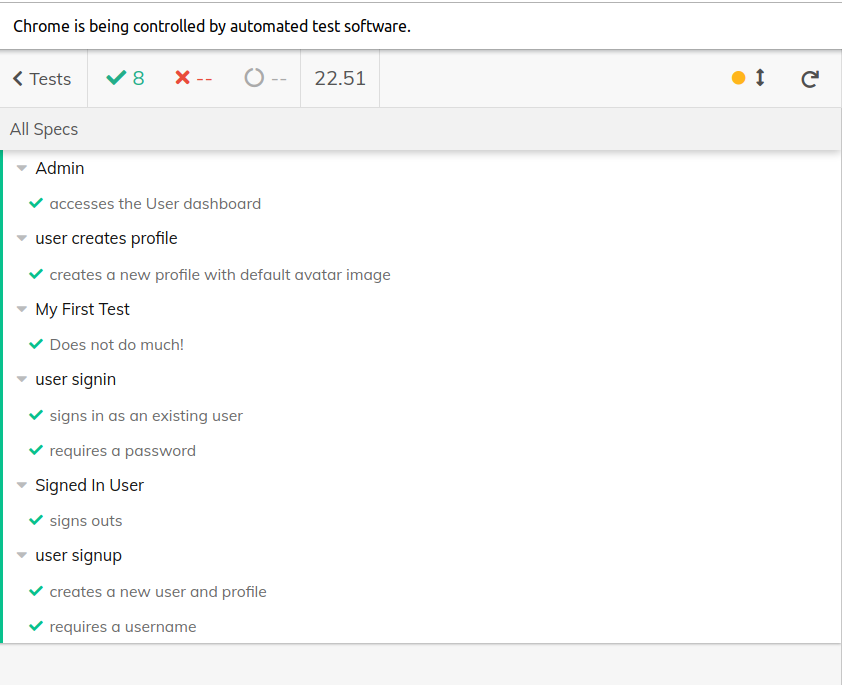 Chrome is being controlled by automated test software.
Tests 8 -- -- 22.51
All Specs
Admin
accesses the User dashboard
user creates profile
creates a new profile with default avatar image
My First Test
Does not do much!
user signin
signs in as an existing user
requires a password
Signed In User
signs outs
user signup
creates a new user and profile
requires a username